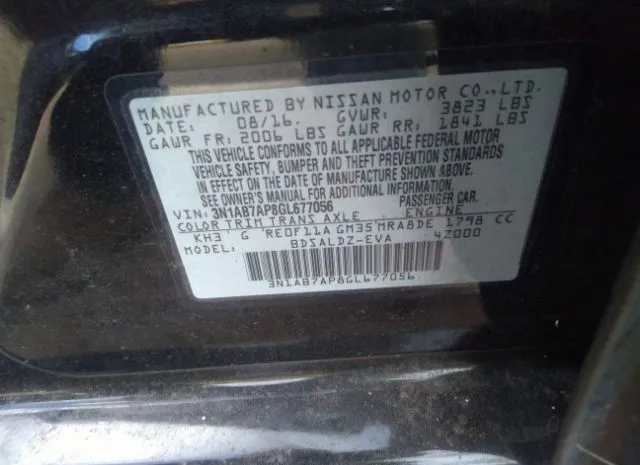 MANUFACTURED BY NISSAN MOTOR CO.,LTD.
DATE: 08/16. GVWR: 3823 LBS
GAWR FR: 2006 LBS GAWR RR: 1841 LBS
THIS VEHICLE CONFORMS TO ALL APPLICABLE FEDERAL MOTOR
VEHICLE SAFETY, BUMPER AND THEFT PREVENTION STANDARDS
IN EFFECT ON THE DATE OF MANUFACTURE SHOWN ABOVE.
SEE OWNER'S MANUAL FOR ADDITIONAL INFORMATION
VIN: 3N1AB7AP8GL677056 PASSENGER CAR.
COLOR TRIM TRANS AXLE ENGINE
KH3 G RE0F11A GM35 MRA8DE 1798 CC
MODEL: BDSALDZ-EVA 42000
3N1AB7AP8GL677056